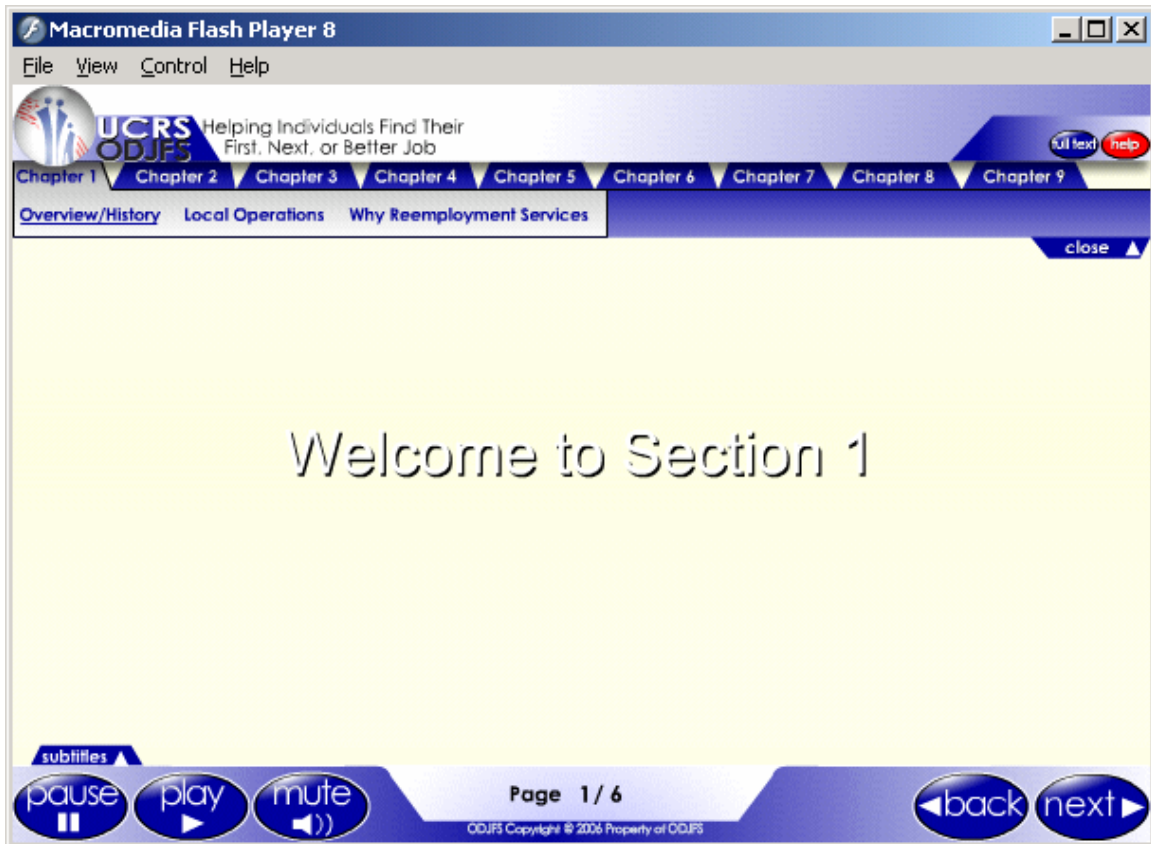 Macromedia Flash Player 8
File View Control Help
UCRS Helping Individuals Find Their
ODJFS First, Next, or Better Job
full text help
Chapter 1 Chapter 2 Chapter 3 Chapter 4 Chapter 5 Chapter 6 Chapter 7 Chapter 8 Chapter 9
Overview/History Local Operations Why Reemployment Services
close
Welcome to Section 1
subtitles
pause play mute Page 1/ 6 back next
ODJFS Copyright © 2006 Property of ODJFS